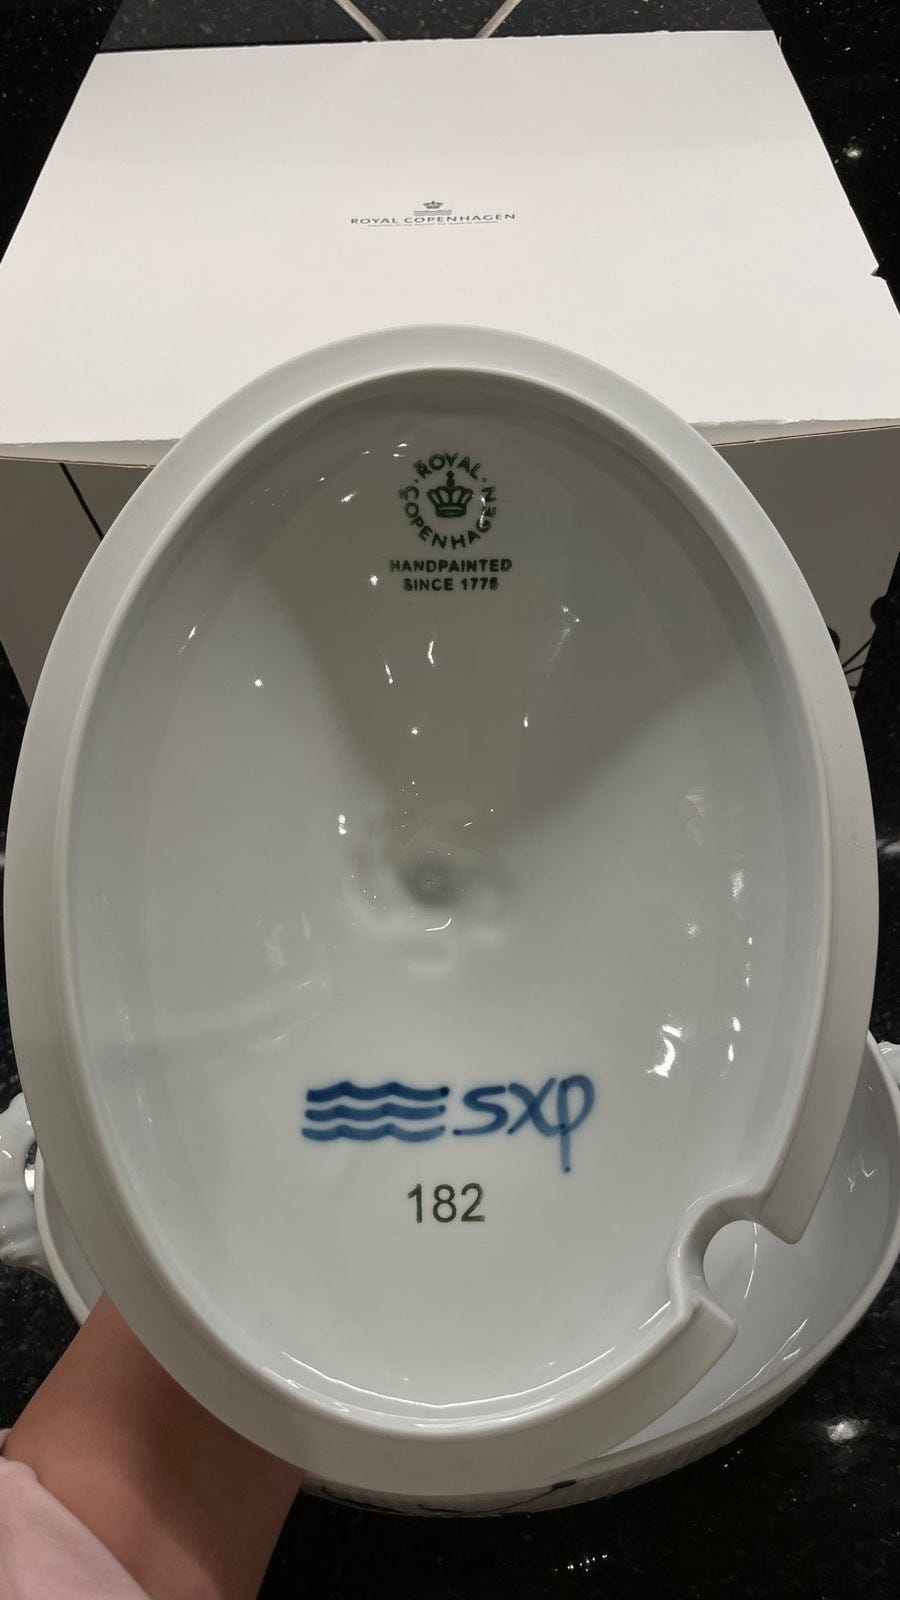 ROYAL COPENHAGEN
ROYAL COPENHAGEN
HANDPAINTED
SINCE 1775
sxp
182